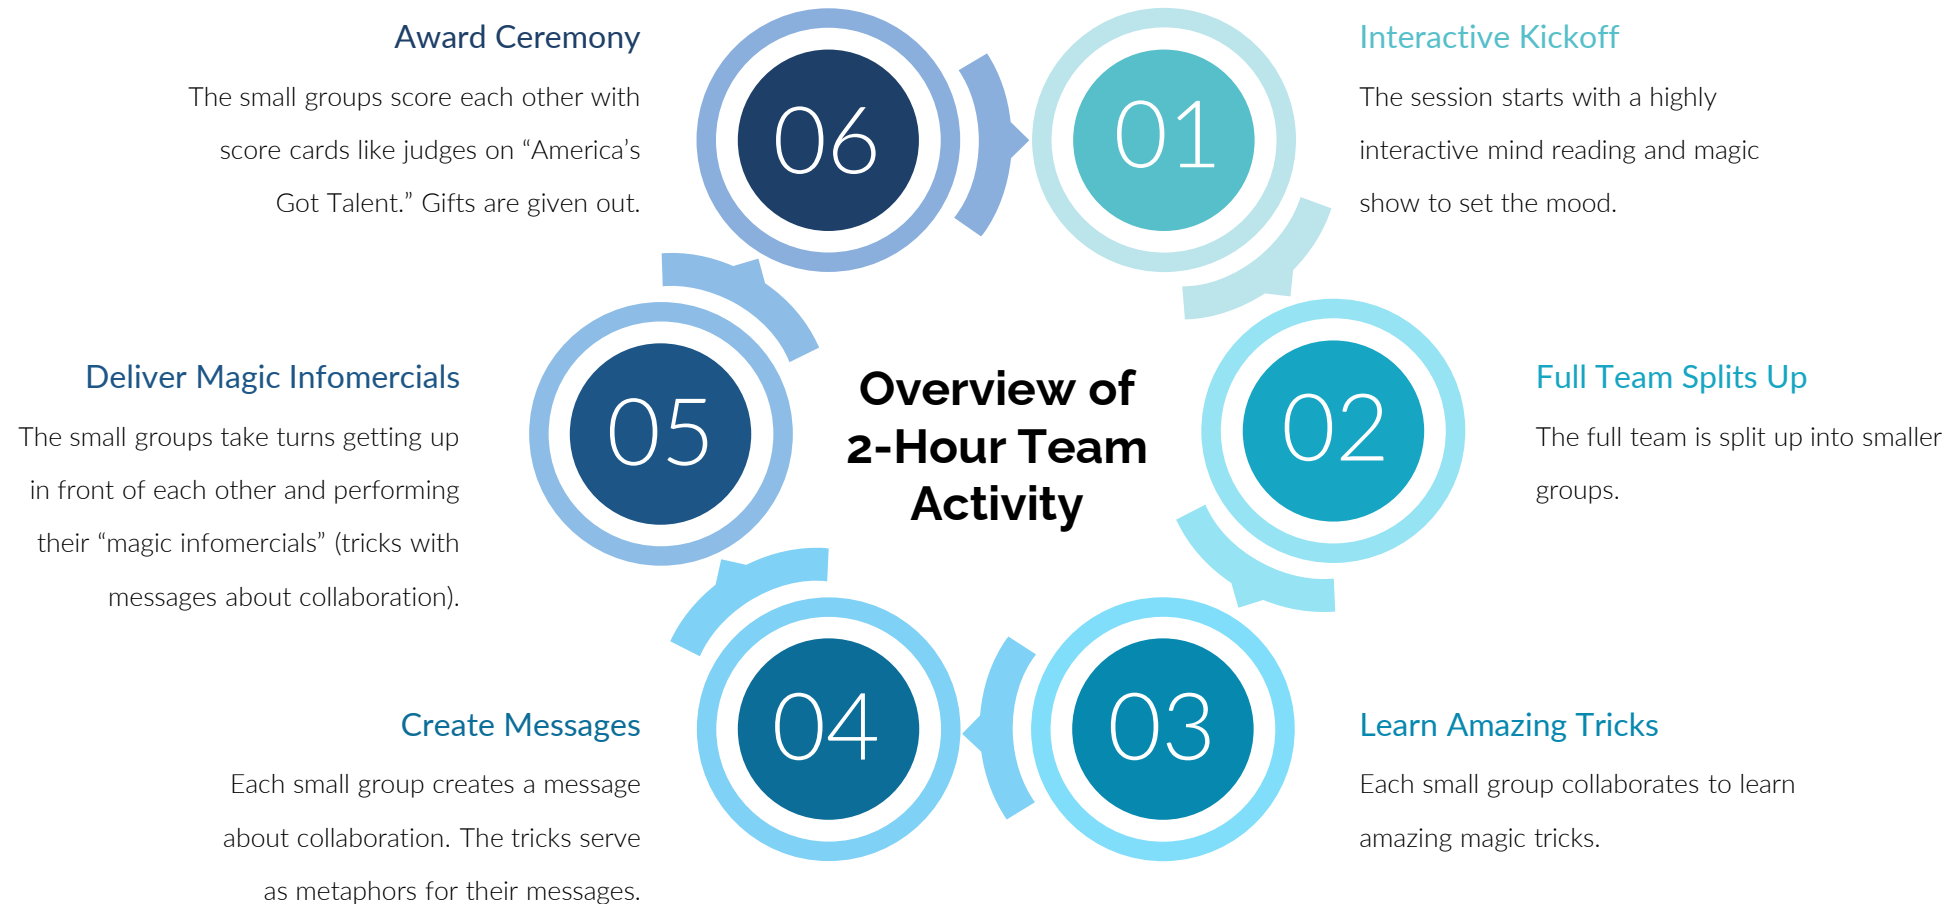 Overview of
2-Hour Team
Activity
01
Interactive Kickoff
The session starts with a highly
interactive mind reading and magic
show to set the mood.
02
Full Team Splits Up
The full team is split up into smaller
groups.
03
Learn Amazing Tricks
Each small group collaborates to learn
amazing magic tricks.
04
Create Messages
Each small group creates a message
about collaboration. The tricks serve
as metaphors for their messages.
05
Deliver Magic Infomercials
The small groups take turns getting up
in front of each other and performing
their “magic infomercials” (tricks with
messages about collaboration).
06
Award Ceremony
The small groups score each other with
score cards like judges on “America’s
Got Talent.” Gifts are given out.